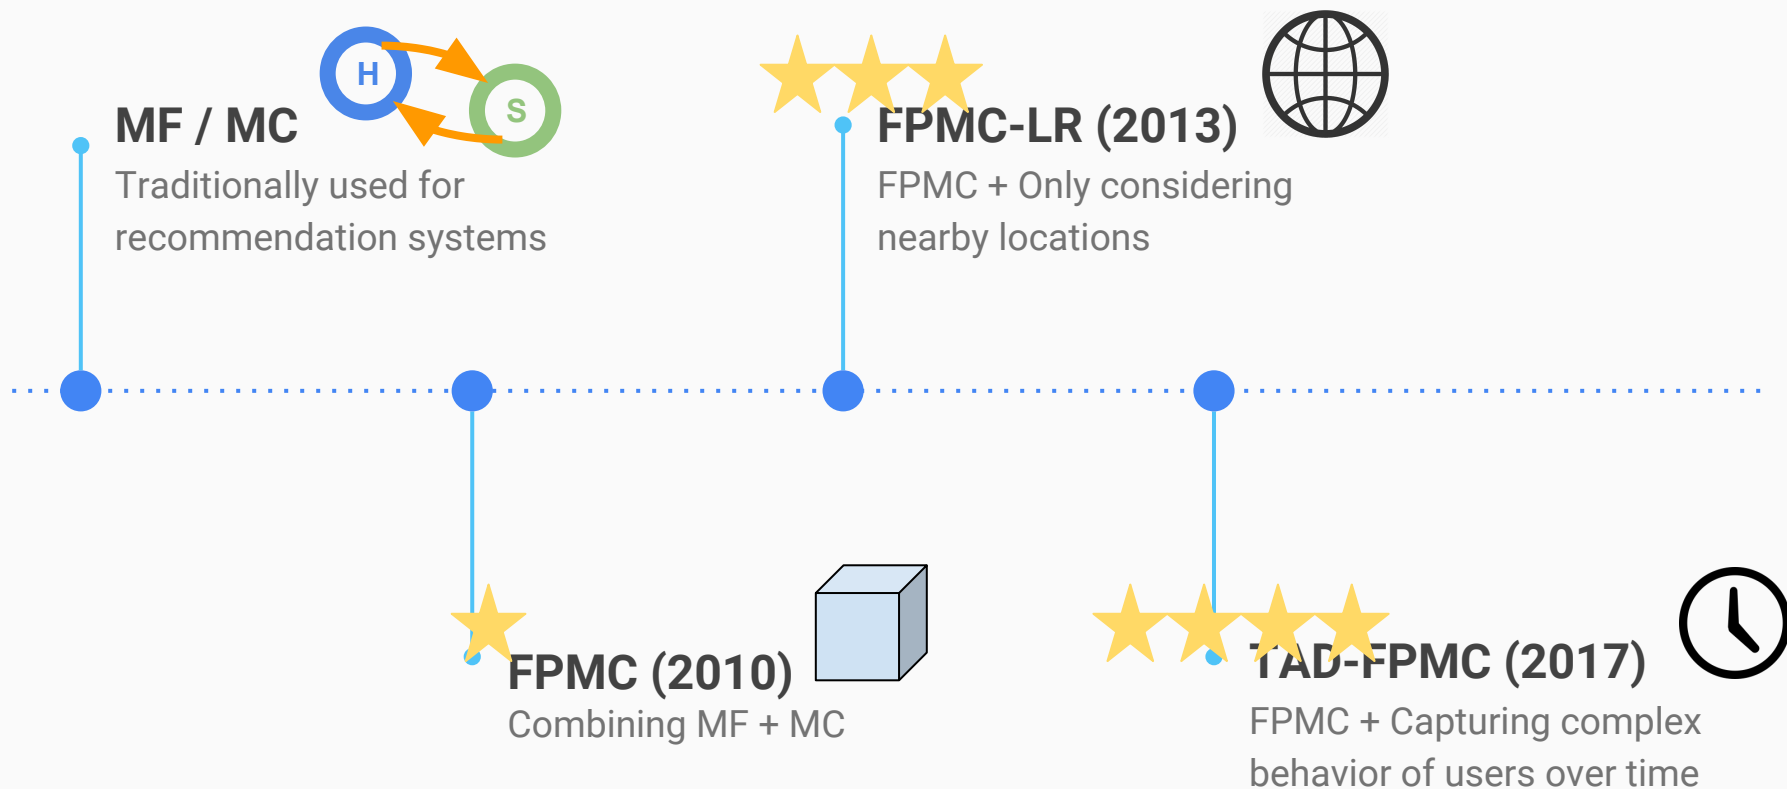 MF / MC
H
S
Traditionally used for
recommendation systems
FPMC-LR (2013)
FPMC + Only considering
nearby locations
FPMC (2010)
Combining MF + MC
TAD-FPMC (2017)
FPMC + Capturing complex
behavior of users over time